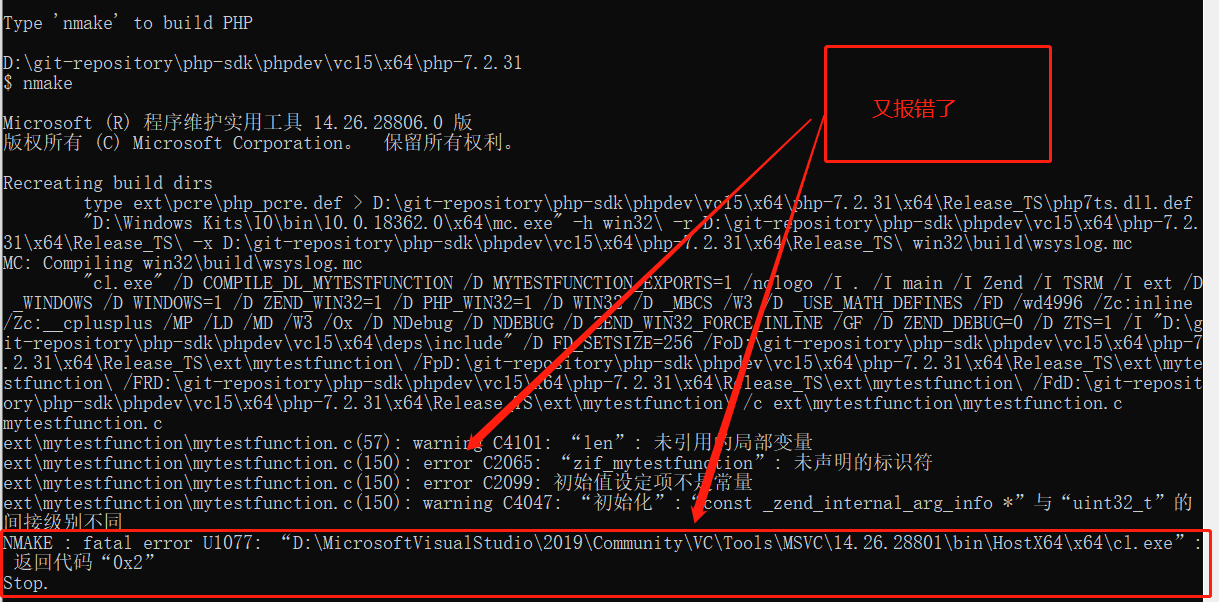 Type 'nmake' to build PHP
D:\git-repository\php-sdk\phpdev\vc15\x64\php-7.2.31
$ nmake
又报错了
Microsoft (R) 程序维护实用工具 14.26.28806.0 版
版权所有 (C) Microsoft Corporation。  保留所有权利。
Recreating build dirs
type ext\pcre\php_pcre.def > D:\git-repository\php-sdk\phpdev\vc15\x64\php-7.2.31\x64\Release_TS\php7ts.dll.def
"D:\Windows Kits\10\bin\10.0.18362.0\x64\mc.exe" -h win32\ -r D:\git-repository\php-sdk\phpdev\vc15\x64\php-7.2.
31\x64\Release_TS\ -x D:\git-repository\php-sdk\phpdev\vc15\x64\php-7.2.31\x64\Release_TS\ win32\build\wsyslog.mc
MC: Compiling win32\build\wsyslog.mc
"cl.exe" /D COMPILE_DL_MYTESTFUNCTION /D MYTESTFUNCTION_EXPORTS=1 /nologo /I . /I main /I Zend /I TSRM /I ext /D
_WINDOWS /D WINDOWS=1 /D ZEND_WIN32=1 /D PHP_WIN32=1 /D WIN32 /D _MBCS /W3 /D _USE_MATH_DEFINES /FD /wd4996 /Zc:inline
/Zc:__cplusplus /MP /LD /MD /W3 /Ox /D NDebug /D NDEBUG /D ZEND_WIN32_FORCE_INLINE /GF /D ZEND_DEBUG=0 /D ZTS=1 /I "D:\g
it-repository\php-sdk\phpdev\vc15\x64\deps\include" /D FD_SETSIZE=256 /FoD:\git-repository\php-sdk\phpdev\vc15\x64\php-7
.2.31\x64\Release_TS\ext\mytestfunction\ /FpD:\git-repository\php-sdk\phpdev\vc15\x64\php-7.2.31\x64\Release_TS\ext\myte
stfunction\ /FRD:\git-repository\php-sdk\phpdev\vc15\x64\php-7.2.31\x64\Release_TS\ext\mytestfunction\ /FdD:\git-reposit
ory\php-sdk\phpdev\vc15\x64\php-7.2.31\x64\Release_TS\ext\mytestfunction\ /c ext\mytestfunction\mytestfunction.c
mytestfunction.c
ext\mytestfunction\mytestfunction.c(57): warning C4101: “len”: 未引用的局部变量
ext\mytestfunction\mytestfunction.c(150): error C2065: “zif_mytestfunction”: 未声明的标识符
ext\mytestfunction\mytestfunction.c(150): error C2099: 初始值设定项不是常量
ext\mytestfunction\mytestfunction.c(150): warning C4047: “初始化”:“const _zend_internal_arg_info *”与“uint32_t”的
间接级别不同
NMAKE : fatal error U1077: “D:\MicrosoftVisualStudio\2019\Community\VC\Tools\MSVC\14.26.28801\bin\HostX64\x64\cl.exe”:
返回代码“0x2”
Stop.